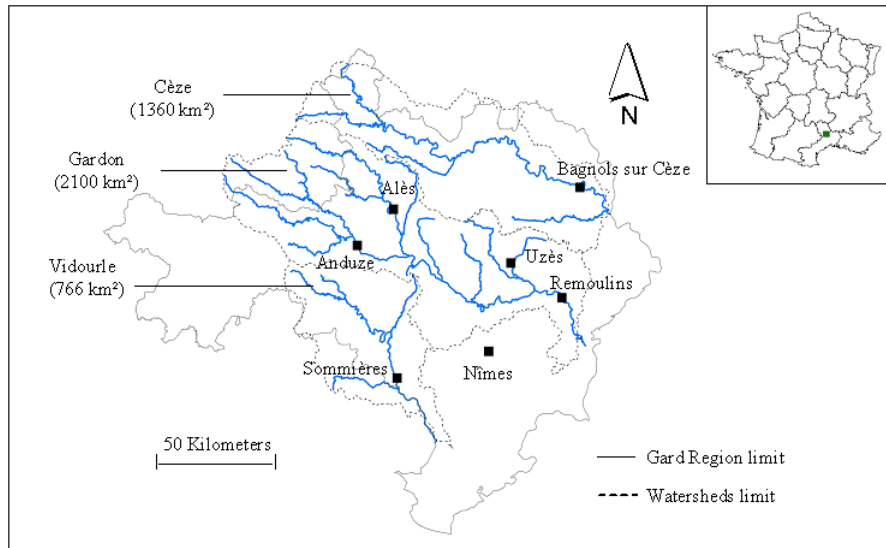 Cèze
(1360 km²)
N
Gardon
(2100 km²)
Bagnols sur Cèze
Alès
Vidourle
(766 km²)
Anduze
Uzès
Remoulins
Sommières
Nîmes
50 Kilometers
Gard Region limit
Watersheds limit